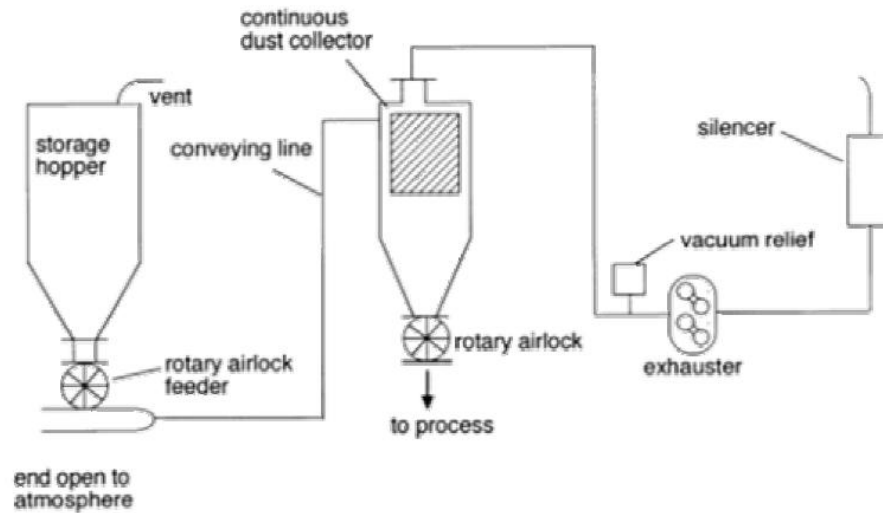 continuous
dust collector
vent
storage
hopper
conveying line
silencer
vacuum relief
rotary airlock
feeder
rotary airlock
exhauster
to process
end open to
atmosphere